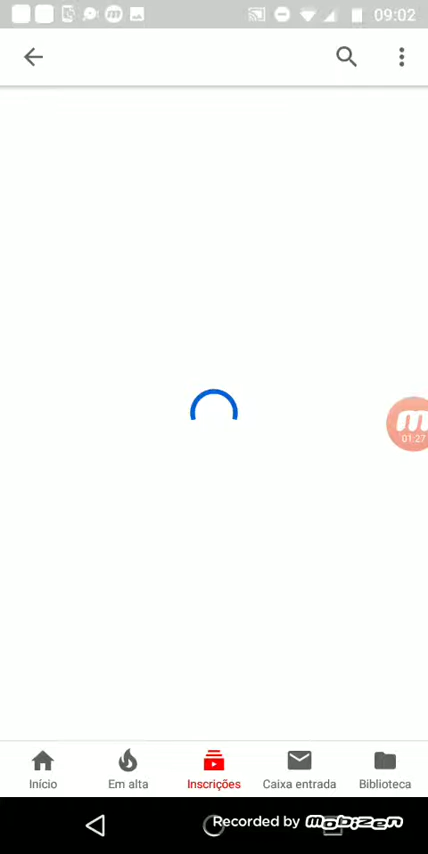 09:02
m
01:27
Início
Em alta
Inscrições
Caixa entrada
Biblioteca
Recorded by mobizen